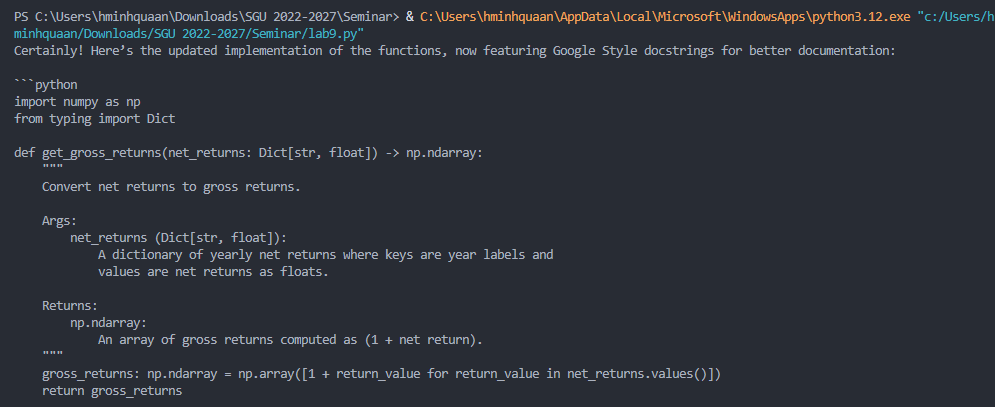 PS C:\Users\hminhquaan\Downloads\SGU 2022-2027\Seminar> & C:\Users\hminhquaan\AppData\Local\Microsoft\WindowsApps\python3.12.exe "c:/Users/h
minhquaan/Downloads/SGU 2022-2027/Seminar/lab9.py"
Certainly! Here’s the updated implementation of the functions, now featuring Google Style docstrings for better documentation:

```python
import numpy as np
from typing import Dict

def get_gross_returns(net_returns: Dict[str, float]) -> np.ndarray:
    """
    Convert net returns to gross returns.

    Args:
        net_returns (Dict[str, float]):
            A dictionary of yearly net returns where keys are year labels and
            values are net returns as floats.

    Returns:
        np.ndarray:
            An array of gross returns computed as (1 + net return).
    """
    gross_returns: np.ndarray = np.array([1 + return_value for return_value in net_returns.values()])
    return gross_returns